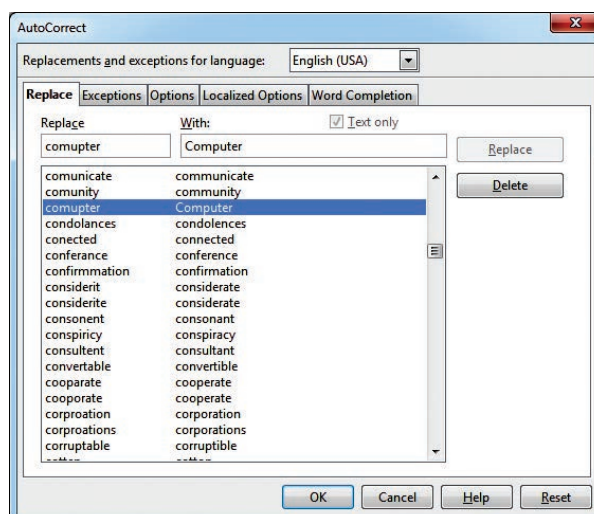 AutoCorrect
Replacements and exceptions for language: English (USA)
Replace Exceptions Options Localized Options Word Completion
Replace With: Text only
comupter Computer Replace
Delete
comunicate communicate
comunity community
comupter Computer
condolances condolences
conected connected
conferance conference
confirmmation confirmation
considerit considerate
considerite considerate
consonent consonant
conspiricy conspiracy
consultent consultant
convertable convertible
cooparate cooperate
cooporate cooperate
corproation corporation
corproations corporations
corruptable corruptible
OK Cancel Help Reset